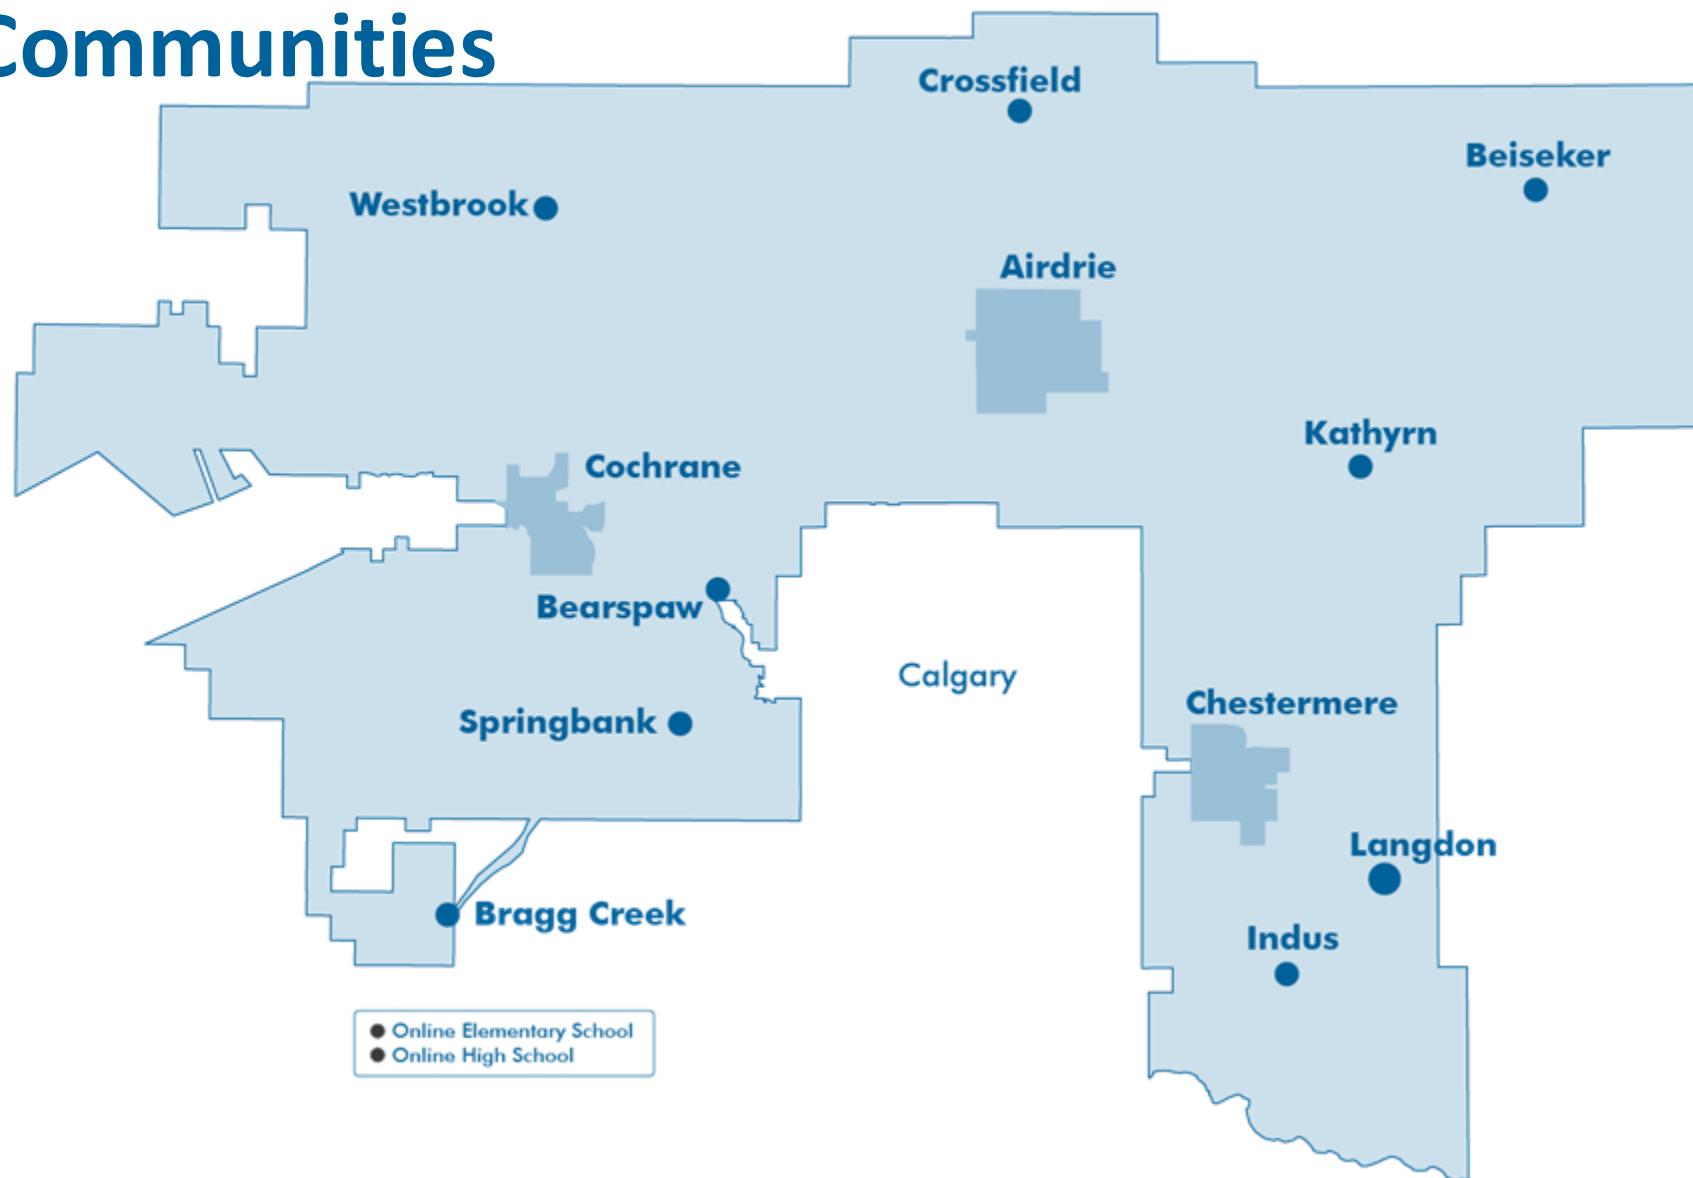 Communities
Crossfield
Beiseker
Westbrook
Airdrie
Kathyrn
Cochrane
Bearspaw
Calgary
Chestermere
Springbank
Langdon
Bragg Creek
Indus
Online Elementary School
Online High School